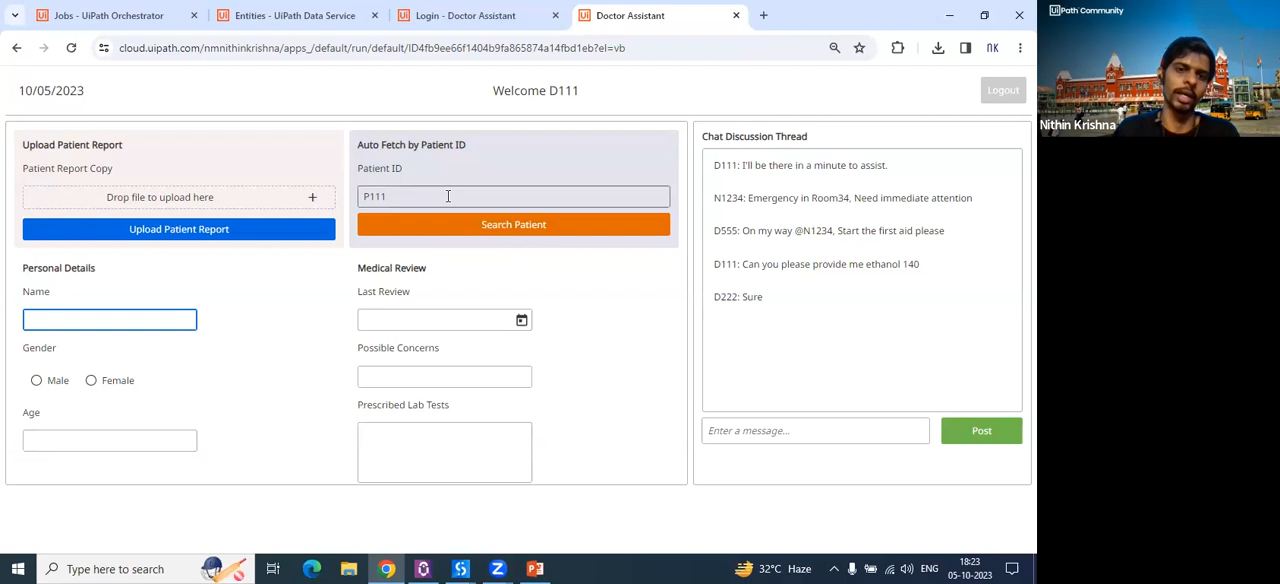 Jobs - UiPath Orchestrator
Entities - UiPath Data Service
Login - Doctor Assistant
Doctor Assistant
cloud.uipath.com/nmnithinkrishna/apps_/default/run/default/ID4fb9ee66f1404b9fa865874a14fbd1eb?el=vb
NK
10/05/2023
Welcome D111
Logout
Upload Patient Report
Patient Report Copy
Drop file to upload here
Upload Patient Report
Auto Fetch by Patient ID
Patient ID
P111
Search Patient
Personal Details
Name
Gender
Male
Female
Age
Medical Review
Last Review
Possible Concerns
Prescribed Lab Tests
Chat Discussion Thread
D111: I'll be there in a minute to assist.
N1234: Emergency in Room34, Need immediate attention
D555: On my way @N1234, Start the first aid please
D111: Can you please provide me ethanol 140
D222: Sure
Enter a message...
Post
UiPath Community
Nithin Krishna
Type here to search
32°C Haze
ENG
18:23
05-10-2023